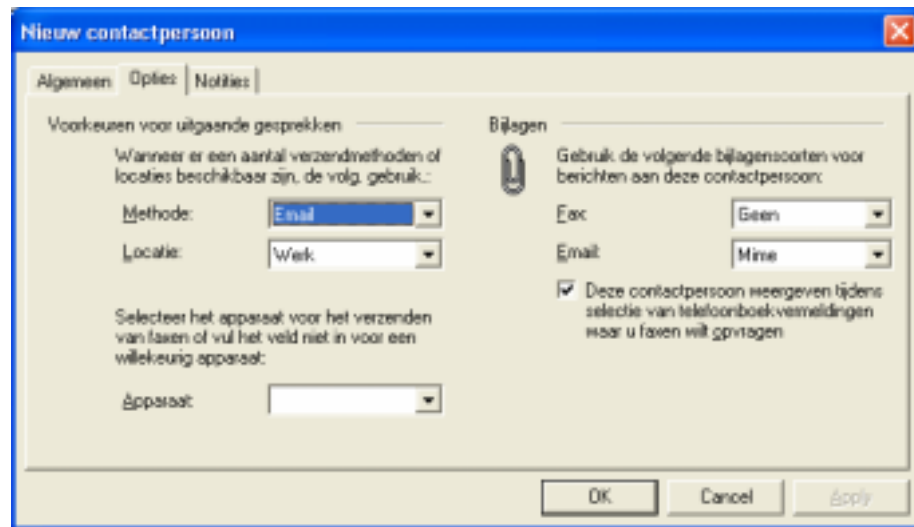 Nieuw contactpersoon
Algemeen Opties Notities
Voorkeuren voor uitgaande gesprekken
Wanneer er een aantal verzendmethoden of
locaties beschikbaar zijn, de volg. gebruik.:
Methode: Email
Locatie: Werk
Selecteer het apparaat voor het verzenden
van faxen of vul het veld niet in voor een
willekeurig apparaat:
Apparaat:
Bijlagen
Gebruik de volgende bijlagensoorten voor
berichten aan deze contactpersoon:
Fax: Geen
Email: Mime
Deze contactpersoon weergeven tijdens
selectie van telefoonboekvermeldingen
waar u faxen wilt opvragen
OK Cancel Apply